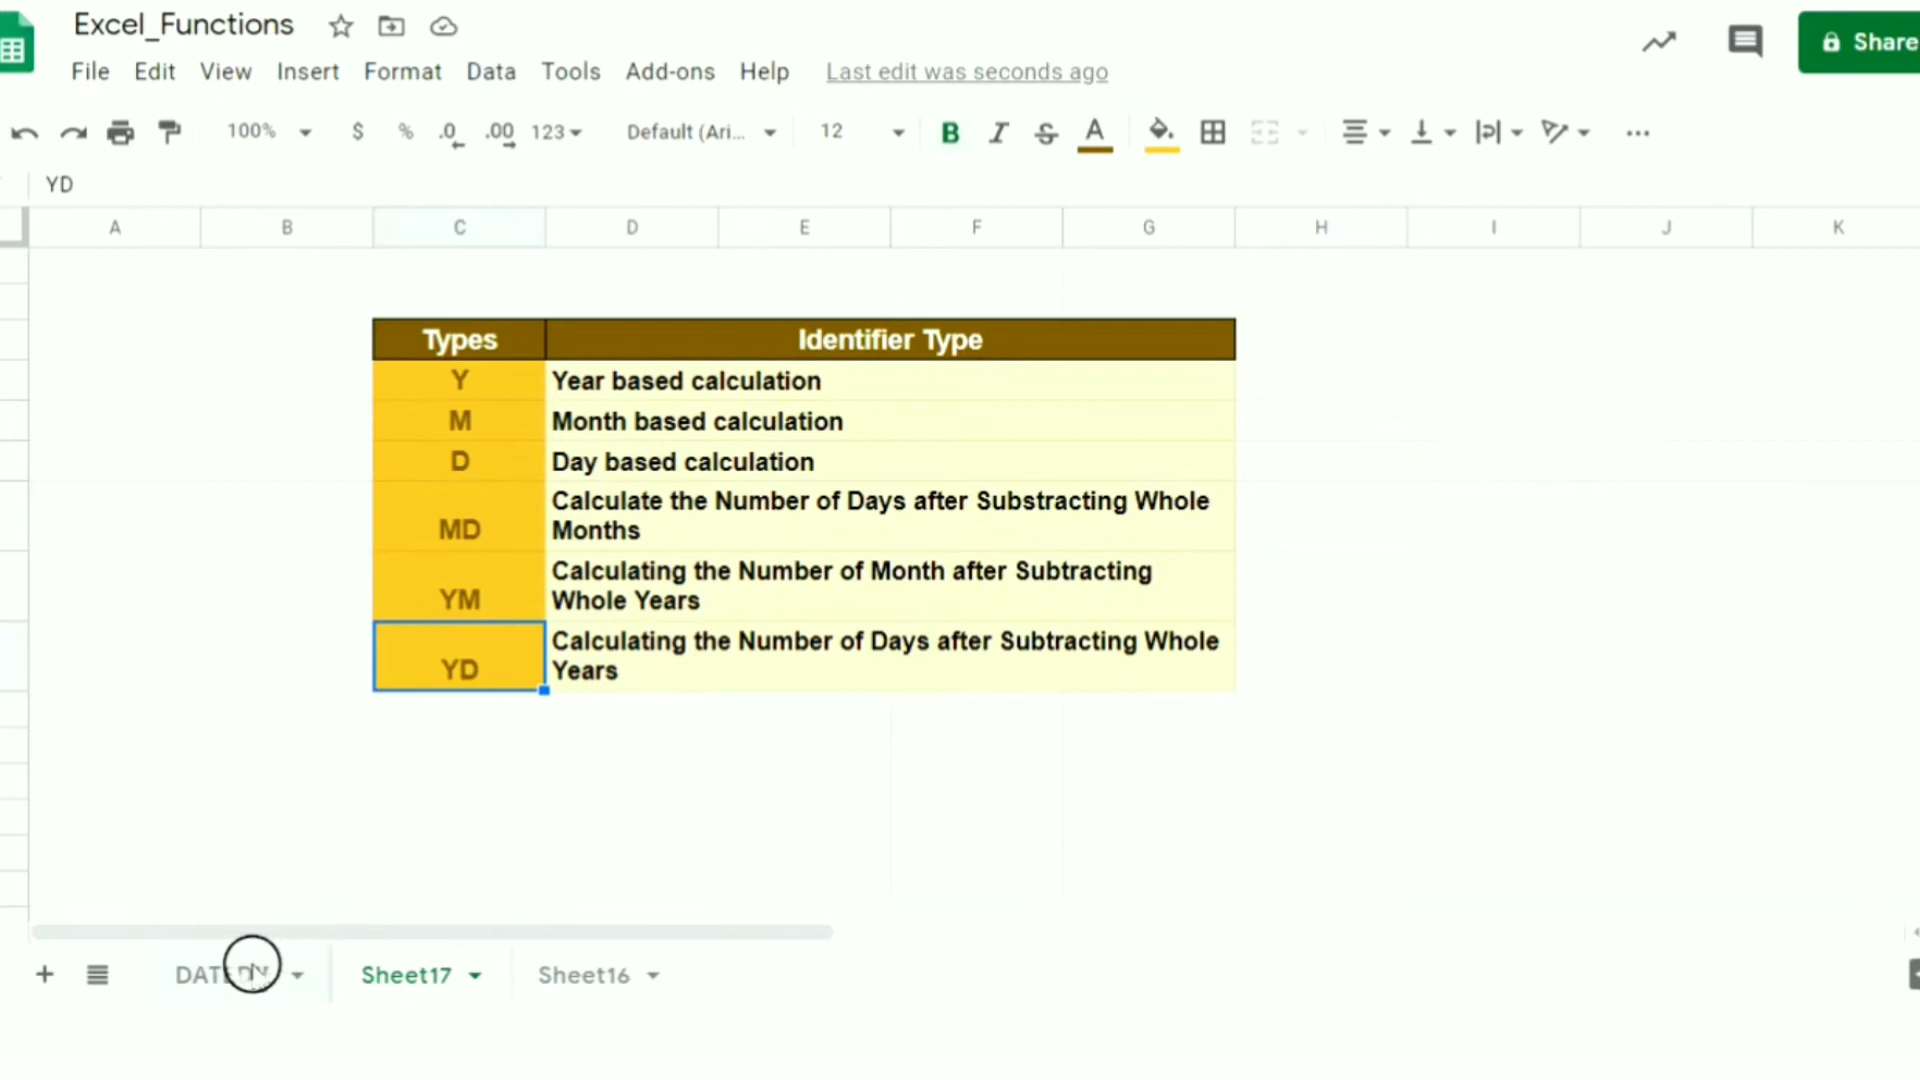 Excel_Functions
File Edit View Insert Format Data Tools Add-ons Help Last edit was seconds ago
Share
100% $ % .0 .00 123 Default (Ari... 12 B I S A
YD
A B C D E F G H I J K
Types Identifier Type
Y Year based calculation
M Month based calculation
D Day based calculation
Calculate the Number of Days after Substracting Whole
MD Months
Calculating the Number of Month after Subtracting
YM Whole Years
Calculating the Number of Days after Subtracting Whole
YD Years
Sheet17 Sheet16